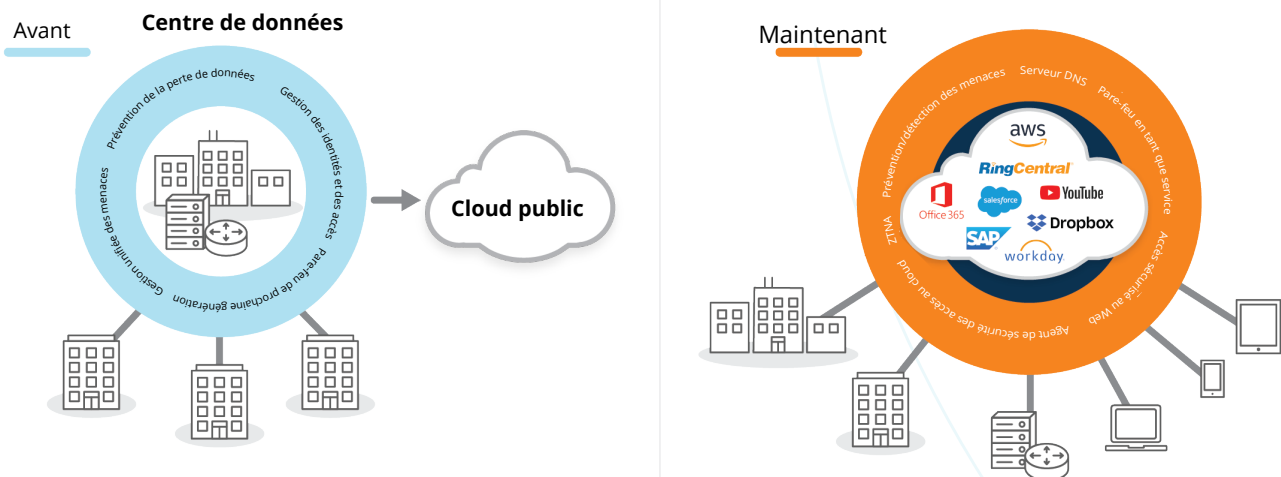 Avant
Centre de données
Prévention de la perte de données
Gestion des identités et des accès
Pare-feu de prochaine génération
Gestion unifiée des menaces
Cloud public
Maintenant
Prévention/détection des menaces
Serveur DNS
Pare-feu en tant que service
Accès sécurisé au Web
Agent de sécurité des accès au cloud
ZTNA
aws
RingCentral
Office 365
salesforce
YouTube
Dropbox
SAP
workday